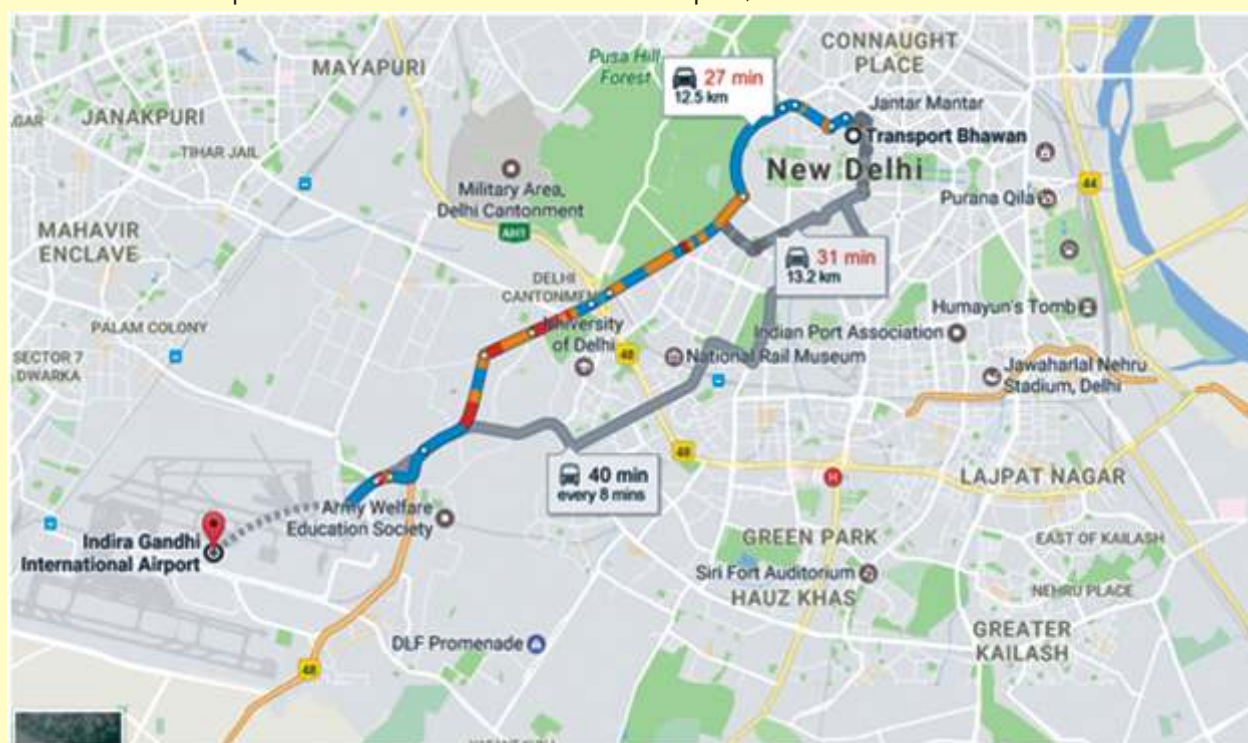 CONNAUGHT
PLACE
Pusa Hill
Forest
MAYAPURI
27 min
12.5 km
Jantar Mantar
JANAKPURI
Transport Bhawan
TIHAR JAIL
New Delhi
Military Area,
Delhi Cantonment
44
Purana Qila
AH1
MAHAVIR
ENCLAVE
31 min
13.2 km
DELHI
CANTONMEN
Humayun's Tomb
PALAM COLONY
University
of Delhi
Indian Port Association
48
National Rail Museum
SECTOR 7
DWARKA
Jawaharlal Nehru
Stadium, Delhi
48
40 min
every 8 mins
H
LAJPAT NAGAR
Army Welfare
Education Society
Indira Gandhi
International Airport
GREEN PARK
EAST OF KAILASH
Siri Fort Auditorium
HAUZ KHAS
NEHRU PLACE
GREATER
KAILASH
DLF Promenade
48